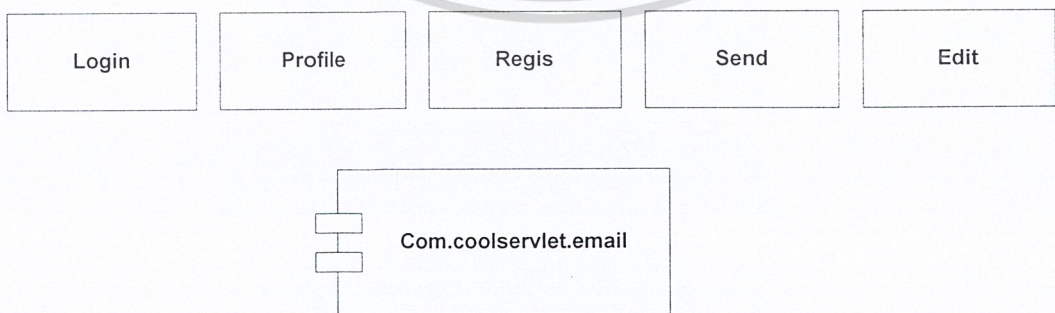 Login
Profile
Regis
Send
Edit
Com.coolservlet.email